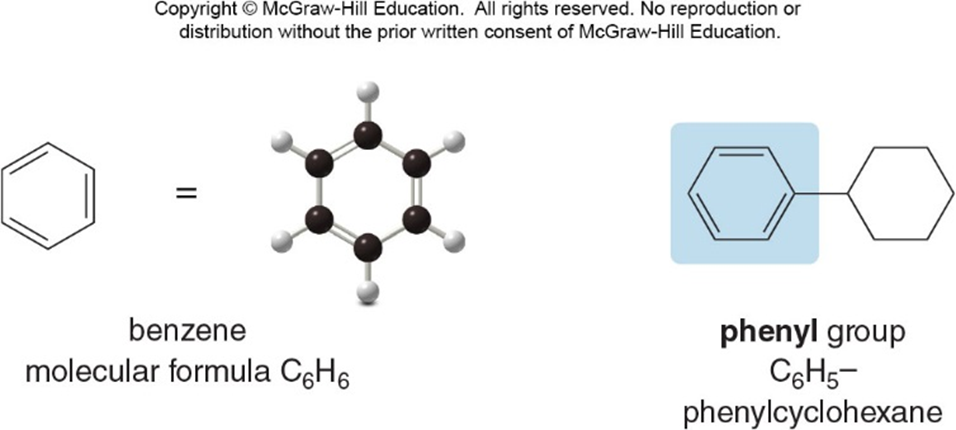 Copyright © McGraw-Hill Education. All rights reserved. No reproduction or
distribution without the prior written consent of McGraw-Hill Education.
=
benzene
molecular formula C₆H₆
phenyl group
C₆H₅–
phenylcyclohexane